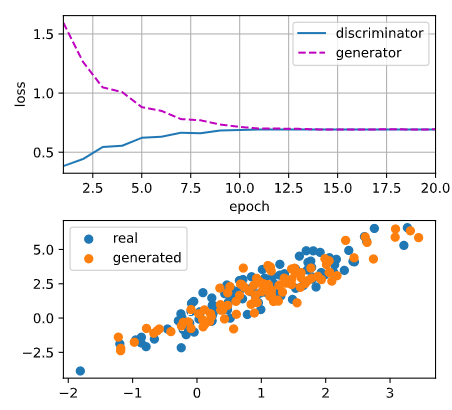 1.5
1.0
0.5
loss
discriminator
generator
2.5 5.0 7.5 10.0 12.5 15.0 17.5 20.0
epoch
real
generated
5.0
2.5
0.0
−2.5
−2 −1 0 1 2 3